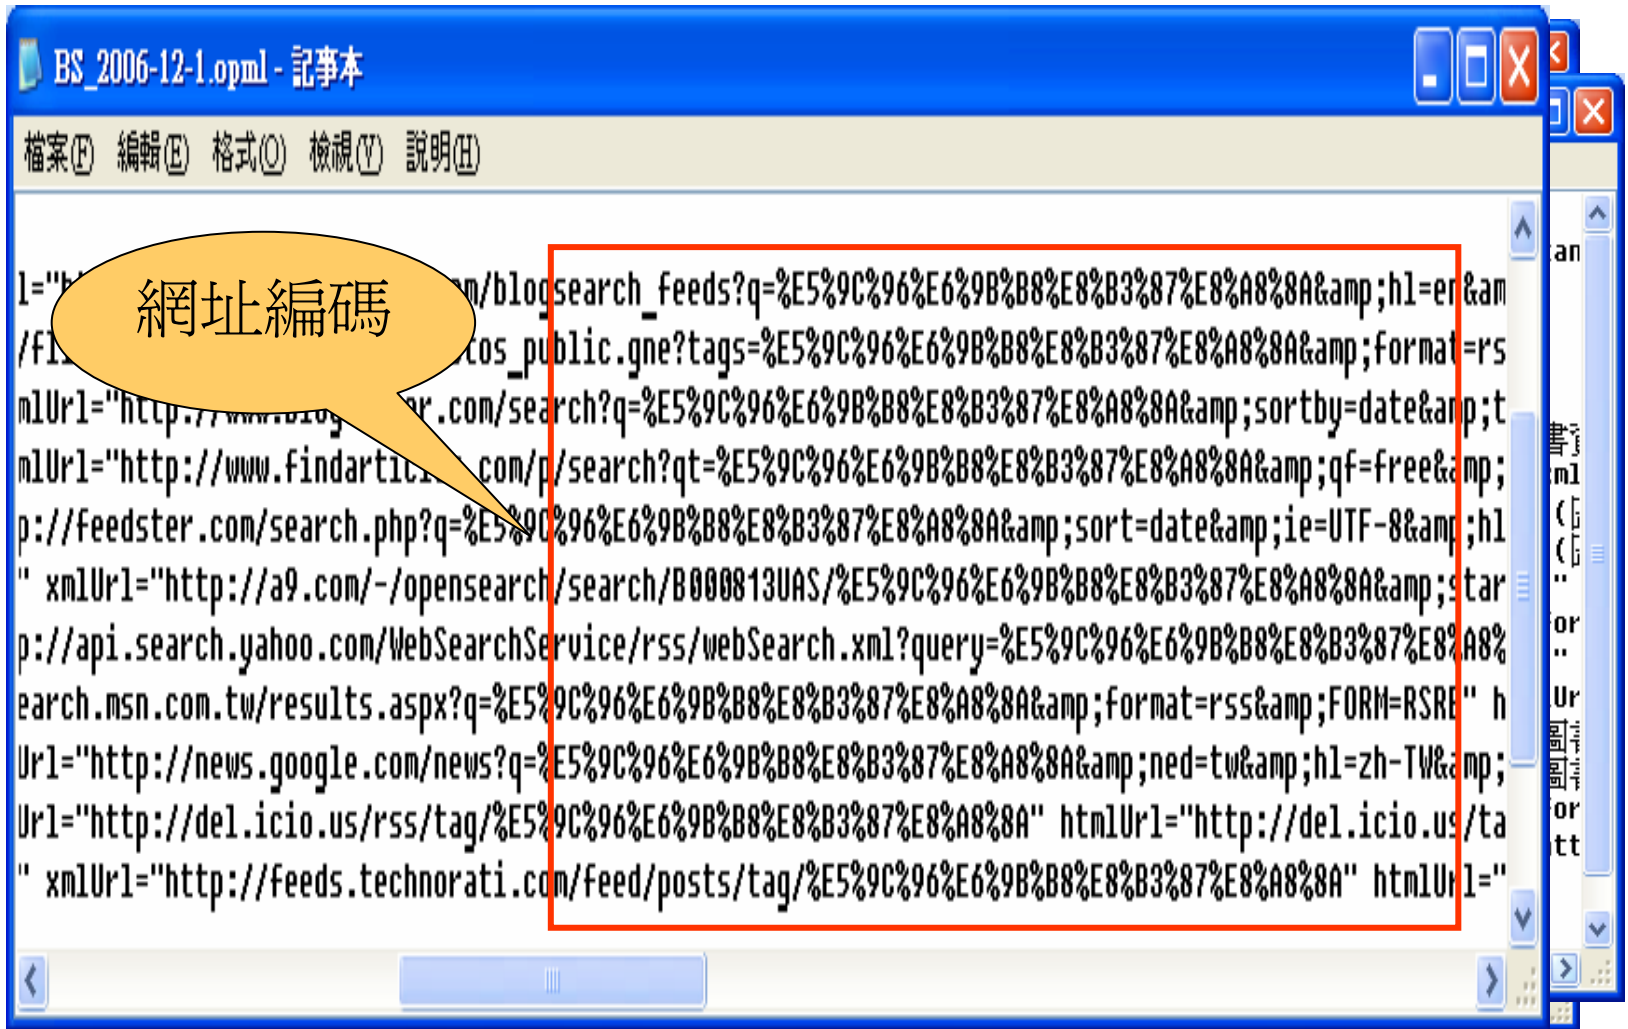 BS_2006-12-1.opml - 記事本
檔案(F) 編輯(E) 格式(O) 檢視(V) 說明(H)
網址編碼
m/blogsearch_feeds?q=%E5%9C%96%E6%9B%B8%E8%B3%87%E8%A8%8A&amp;hl=en&am
tos_public.gne?tags=%E5%9C%96%E6%9B%B8%E8%B3%87%E8%A8%8A&amp;format=rs
mlUrl="http://www.blog er.com/search?q=%E5%9C%96%E6%9B%B8%E8%B3%87%E8%A8%8A&amp;sortby=date&amp;t
mlUrl="http://www.findarticles.com/p/search?qt=%E5%9C%96%E6%9B%B8%E8%B3%87%E8%A8%8A&amp;qf=free&amp;
p://feedster.com/search.php?q=%E5%9C%96%E6%9B%B8%E8%B3%87%E8%A8%8A&amp;sort=date&amp;ie=UTF-8&amp;hl
" xmlUrl="http://a9.com/-/opensearch/search/B000813UAS/%E5%9C%96%E6%9B%B8%E8%B3%87%E8%A8%8A&amp;star
p://api.search.yahoo.com/WebSearchService/rss/webSearch.xml?query=%E5%9C%96%E6%9B%B8%E8%B3%87%E8%A8%
earch.msn.com.tw/results.aspx?q=%E5%9C%96%E6%9B%B8%E8%B3%87%E8%A8%8A&amp;format=rss&amp;FORM=RSRE" h
Url="http://news.google.com/news?q=%E5%9C%96%E6%9B%B8%E8%B3%87%E8%A8%8A&amp;ned=tw&amp;hl=zh-TW&amp;
Url="http://del.icio.us/rss/tag/%E5%9C%96%E6%9B%B8%E8%B3%87%E8%A8%8A" htmlUrl="http://del.icio.us/ta
" xmlUrl="http://feeds.technorati.com/feed/posts/tag/%E5%9C%96%E6%9B%B8%E8%B3%87%E8%A8%8A" htmlUrl="